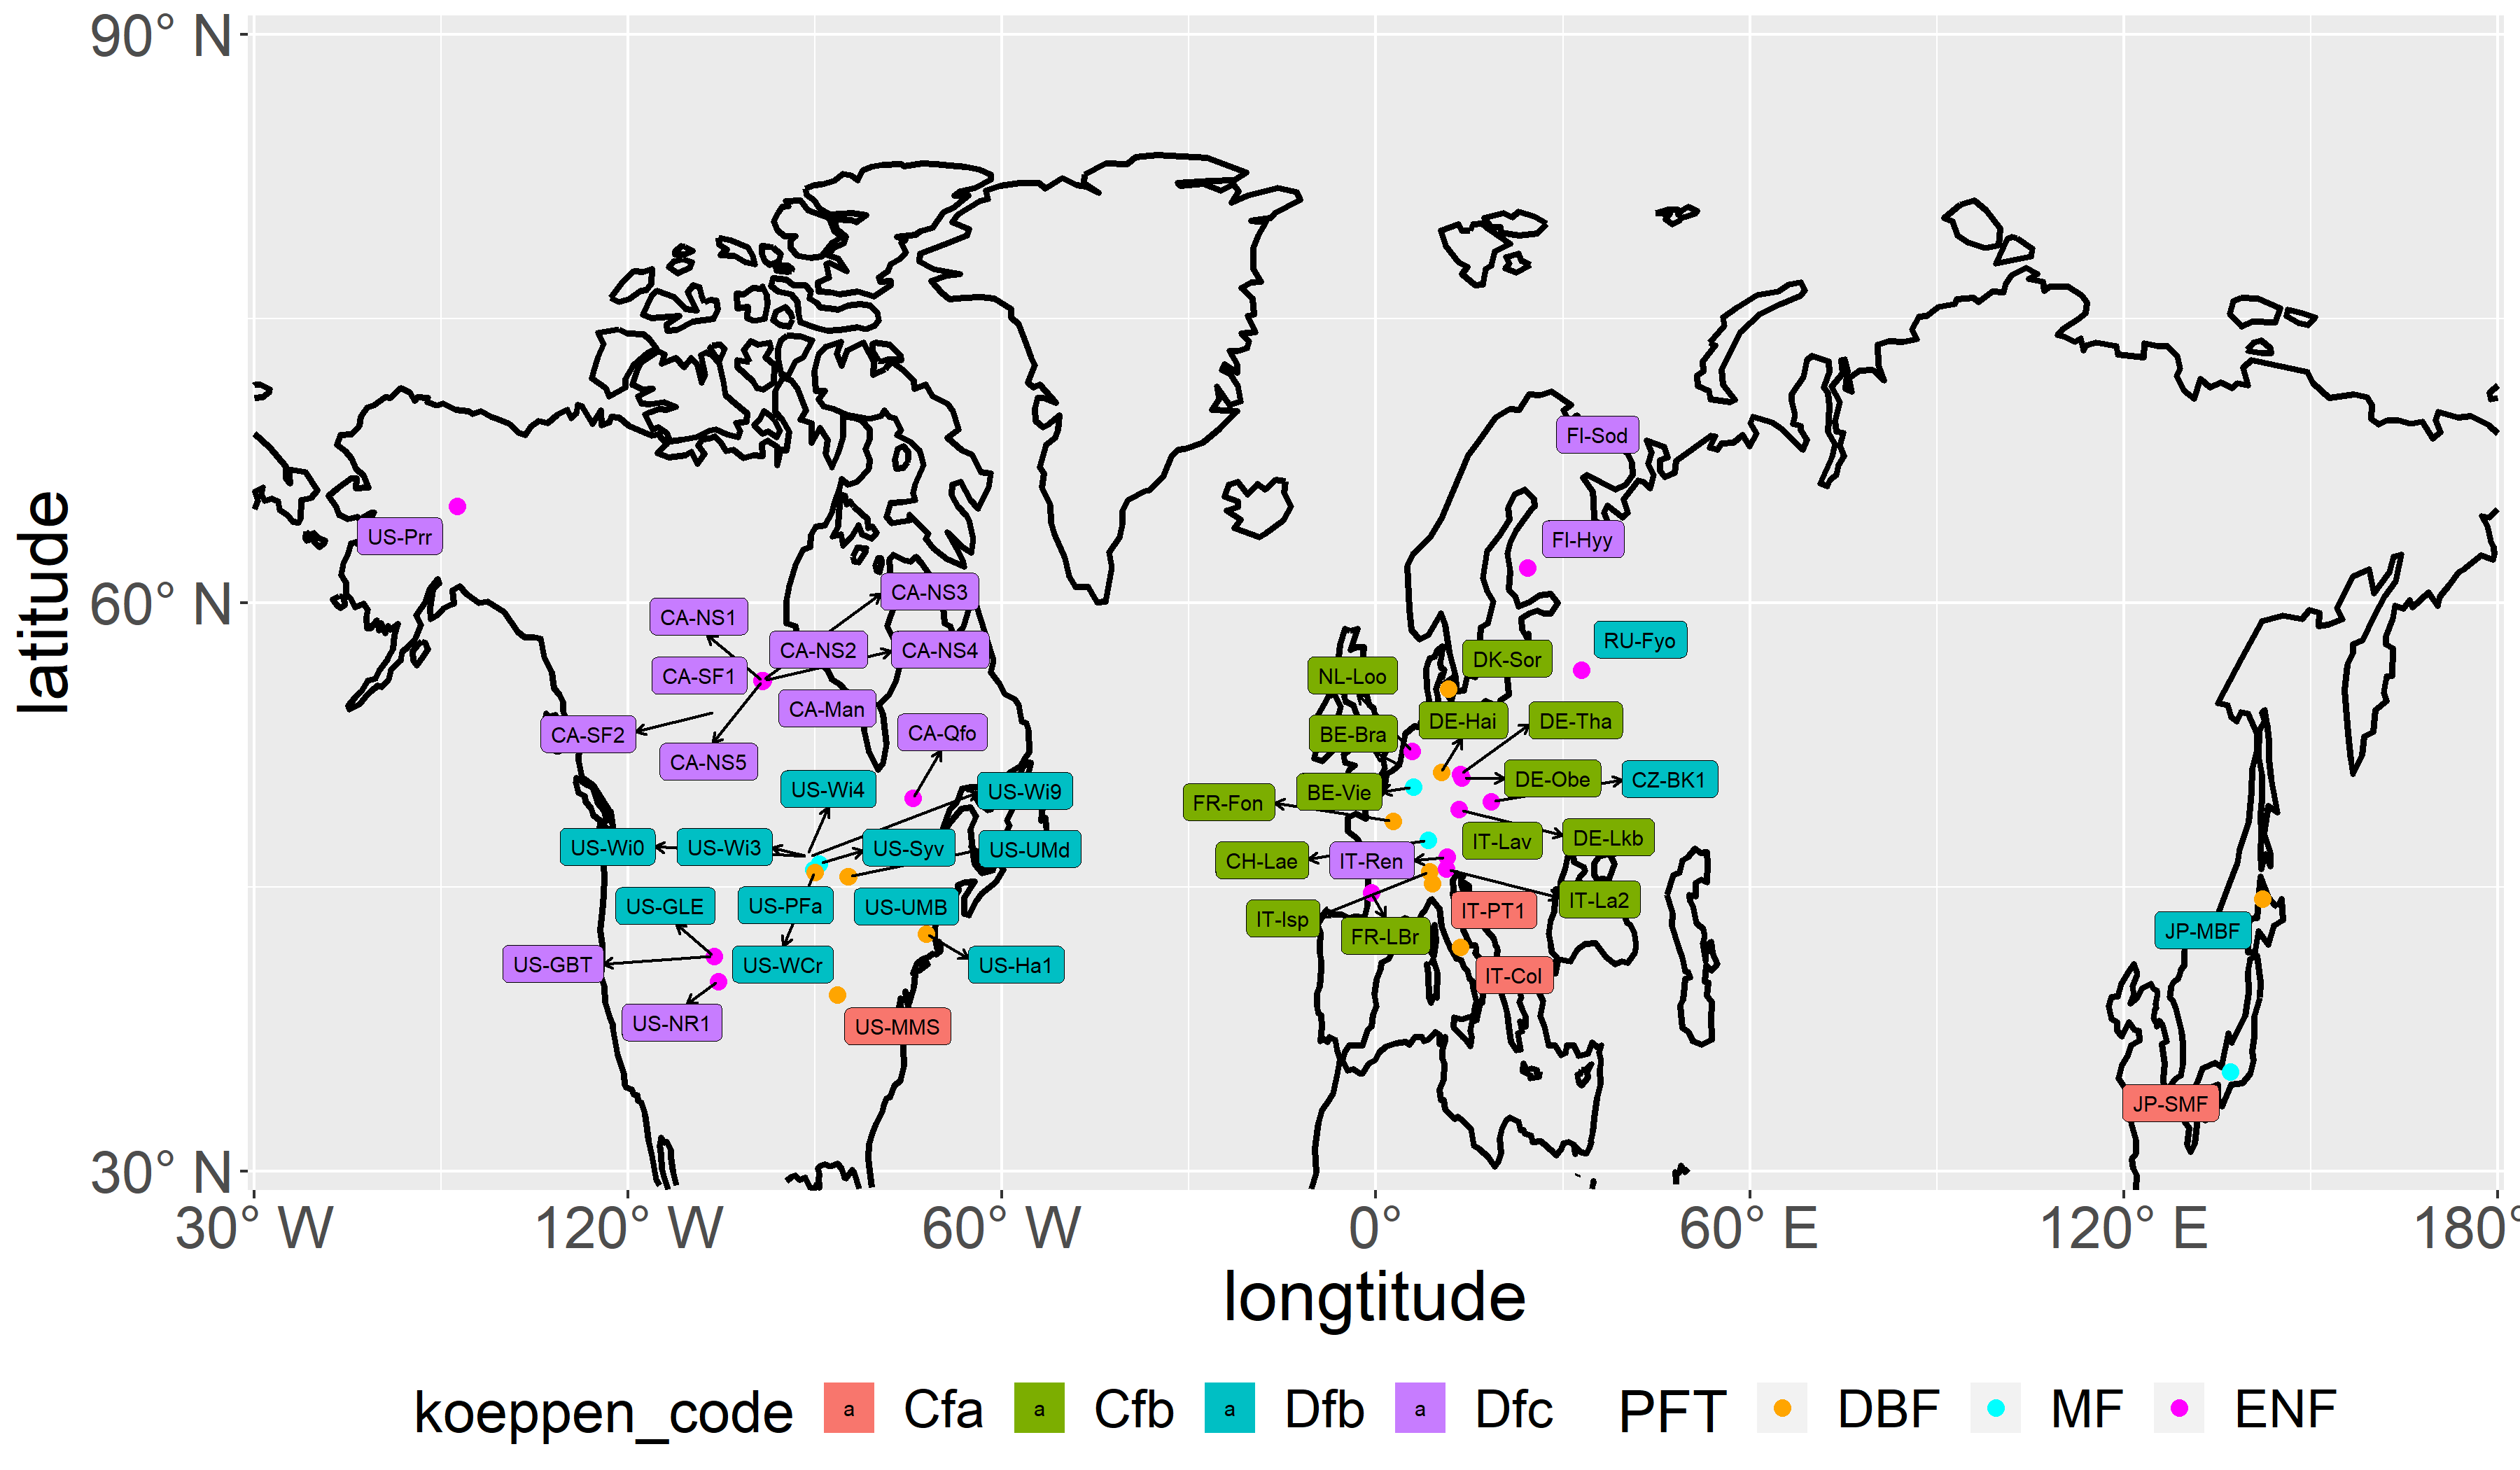 90° N
60° N
30° N
latitude
FI-Sod
US-Prr
FI-Hyy
CA-NS3
CA-NS1
RU-Fyo
CA-NS2
CA-NS4
DK-Sor
CA-SF1
NL-Loo
CA-Man
DE-Hai
DE-Tha
CA-SF2
CA-Qfo
BE-Bra
CA-NS5
DE-Obe
CZ-BK1
US-Wi4
US-Wi9
BE-Vie
FR-Fon
US-Wi0
US-Wi3
US-Syv
US-UMd
IT-Lav
DE-Lkb
CH-Lae
IT-Ren
US-GLE
US-PFa
US-UMB
IT-La2
IT-PT1
IT-Isp
JP-MBF
FR-LBr
US-GBT
US-WCr
US-Ha1
IT-Col
US-NR1
US-MMS
JP-SMF
30° W
120° W
60° W
0°
60° E
120° E
180°
longtitude
koeppen_code a Cfa a Cfb a Dfb a Dfc PFT DBF MF ENF